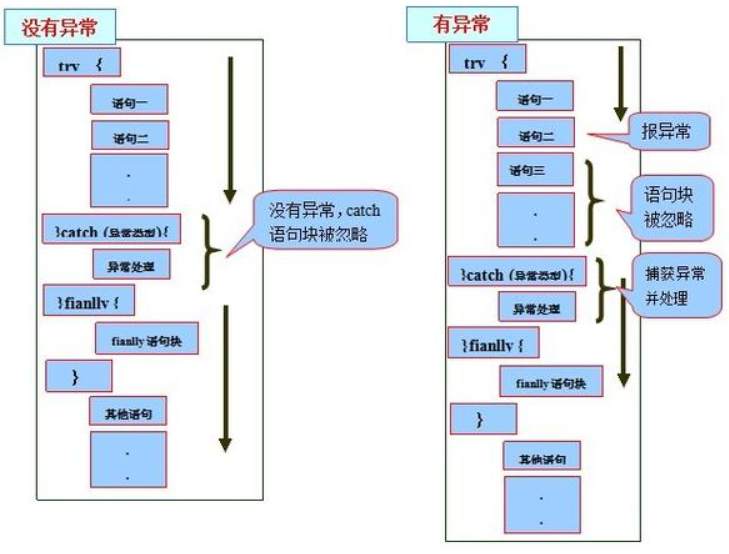 没有异常
try {
语句一
语句二
.
.
}catch (异常类型){
异常处理
}fianlly {
fianlly 语句块
}
其他语句
.
.
没有异常, catch
语句块被忽略
有异常
try {
语句一
语句二
语句三
.
.
}catch (异常类型){
异常处理
}fianlly {
fianlly 语句块
}
其他语句
.
.
报异常
语句块
被忽略
捕获异常
并处理